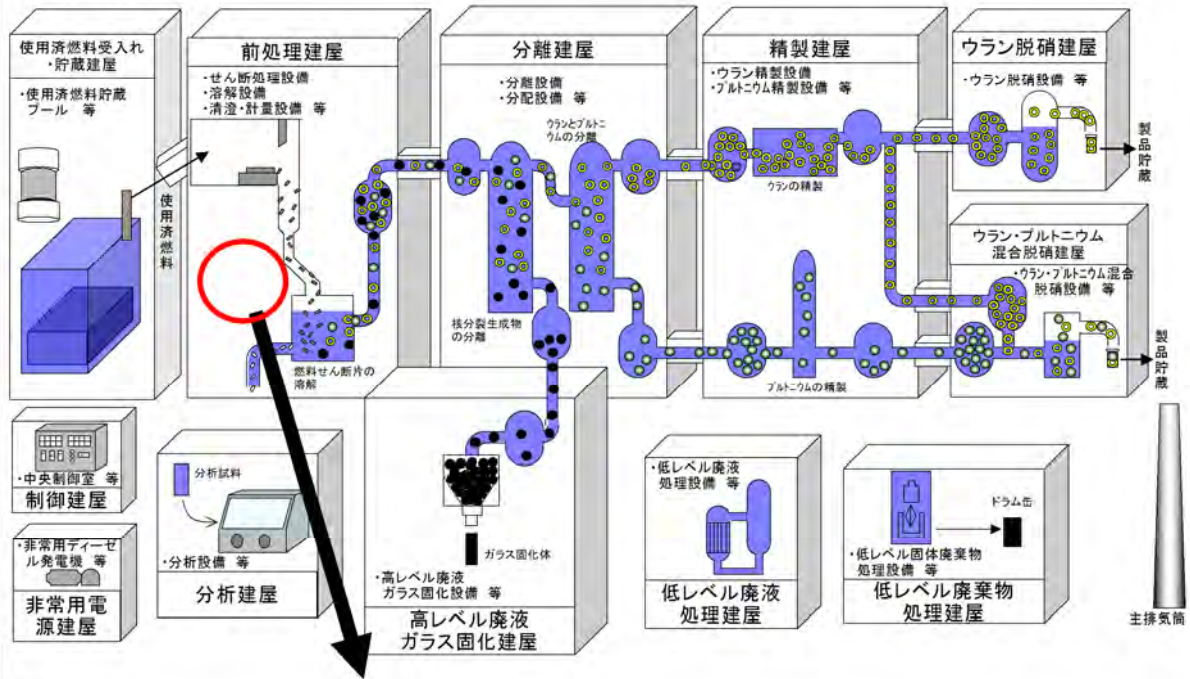 使用済燃料受入れ
・貯蔵建屋
・使用済燃料貯蔵
プール 等
使用済燃料
前処理建屋
・せん断処理設備
・溶解設備
・清澄・計量設備 等
燃料せん断片の
溶解
分離建屋
・分離設備
・分配設備 等
ウランとプルトニ
ウムの分離
核分裂生成物
の分離
精製建屋
・ウラン精製設備
・プルトニウム精製設備 等
ウランの精製
プルトニウムの精製
ウラン脱硝建屋
・ウラン脱硝設備 等
製品貯蔵
ウラン・プルトニウム
混合脱硝建屋
・ウラン・プルトニウム混合
脱硝設備 等
製品貯蔵
・中央制御室 等
制御建屋
・非常用ディーゼ
ル発電機 等
非常用電
源建屋
分析試料
・分析設備 等
分析建屋
ガラス固化体
・高レベル廃液
ガラス固化設備 等
高レベル廃液
ガラス固化建屋
・低レベル廃液
処理設備 等
低レベル廃液
処理建屋
ドラム缶
・低レベル固体廃棄物
処理設備 等
低レベル廃棄物
処理建屋
主排気筒